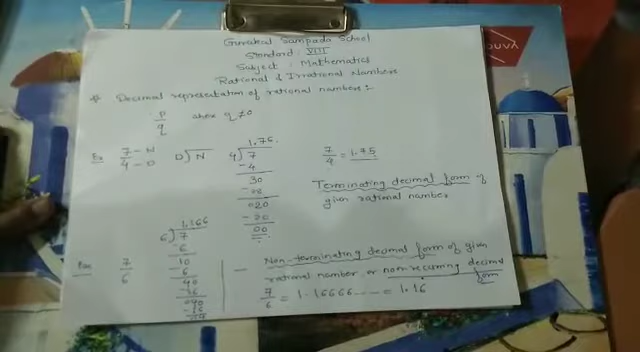 Gurukul Sampada School
Standard : VIII
Subject : Mathematics
Rational & Irrational Numbers
* Decimal representation of rational numbers :-
p/q where q≠0
Ex 7 - N / 4 - D
D)N
1.75
4)7
-4
30
-28
020
-20
00
7/4 = 1.75
Terminating decimal form of
given rational number
7/6
1.166
6)7
-6
10
-6
40
-36
040
-36
Non-terminating decimal form of given
rational number or non-recurring decimal
form
7/6 = 1.16666..... = 1.16